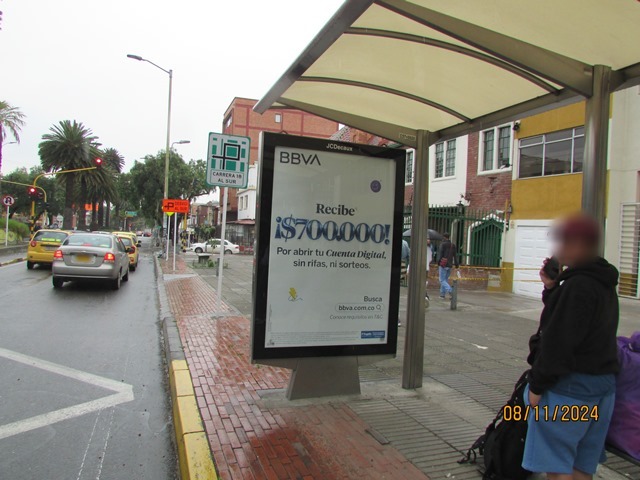 JCDecaux
BBVA
Recibe
¡$700.000!
Por abrir tu Cuenta Digital,
sin rifas, ni sorteos.
Busca
bbva.com.co
CARRERA 19
AL SUR
08/11/2024